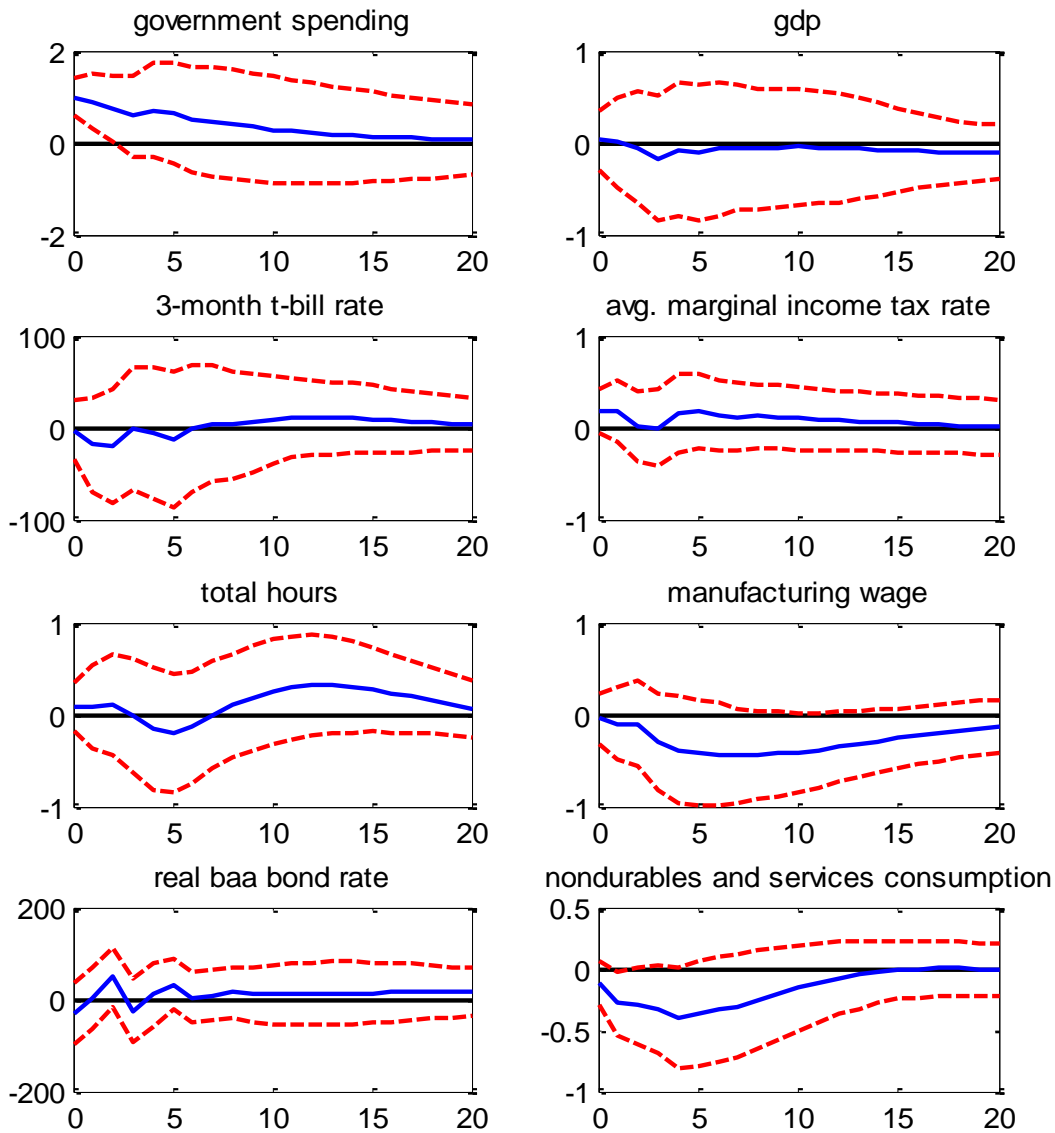 government spending
2
0
-2
0 5 10 15 20
gdp
1
0
-1
0 5 10 15 20
3-month t-bill rate
100
0
-100
0 5 10 15 20
avg. marginal income tax rate
1
0
-1
0 5 10 15 20
total hours
1
0
-1
0 5 10 15 20
manufacturing wage
1
0
-1
0 5 10 15 20
real baa bond rate
200
0
-200
0 5 10 15 20
nondurables and services consumption
0.5
0
-0.5
-1
0 5 10 15 20